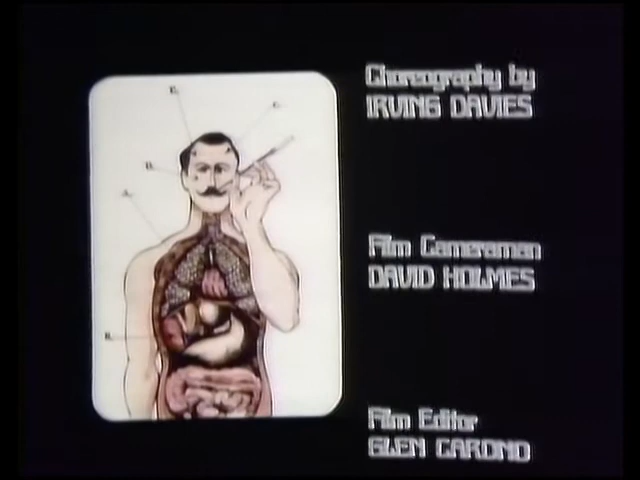 Choreography by
IRVING DAVIES
Film Cameraman
DAVID HOLMES
Film Editor
GLEN CARDNO